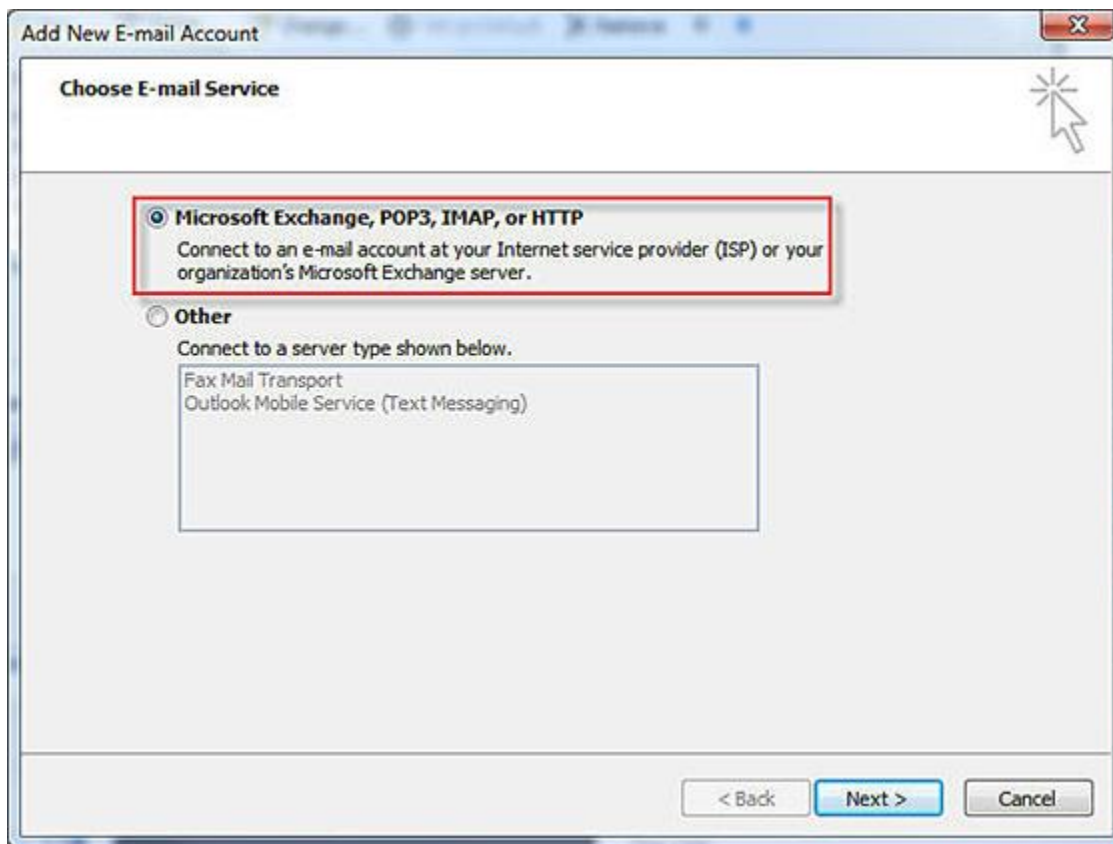 Add New E-mail Account
Choose E-mail Service
Microsoft Exchange, POP3, IMAP, or HTTP
Connect to an e-mail account at your Internet service provider (ISP) or your
organization's Microsoft Exchange server.
Other
Connect to a server type shown below.
Fax Mail Transport
Outlook Mobile Service (Text Messaging)
< Back Next > Cancel